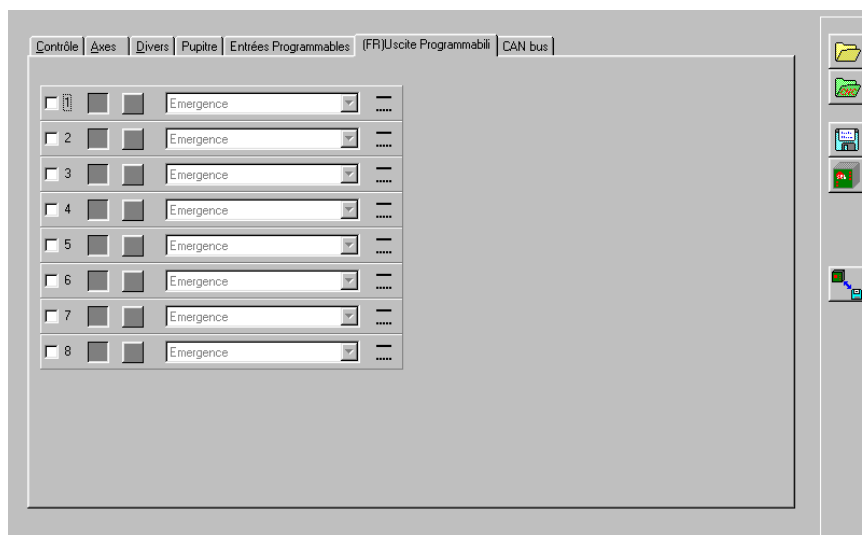 Contrôle Axes Divers Pupitre Entrées Programmables (FR)Uscite Programmabili CAN bus
1 Emergence
2 Emergence
3 Emergence
4 Emergence
5 Emergence
6 Emergence
7 Emergence
8 Emergence